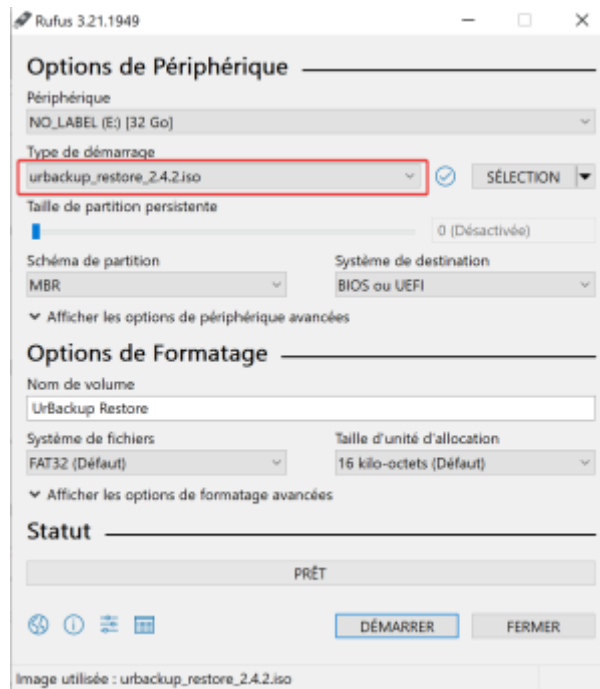 Rufus 3.21.1949
Options de Périphérique
Périphérique
NO_LABEL (E:) [32 Go]
Type de démarrage
urbackup_restore_2.4.2.iso
SÉLECTION
Taille de partition persistente
0 (Désactivée)
Schéma de partition Système de destination
MBR BIOS ou UEFI
Afficher les options de périphérique avancées
Options de Formatage
Nom de volume
UrBackup Restore
Système de fichiers Taille d'unité d'allocation
FAT32 (Défaut) 16 kilo-octets (Défaut)
Afficher les options de formatage avancées
Statut
PRÊT
DÉMARRER FERMER
Image utilisée : urbackup_restore_2.4.2.iso